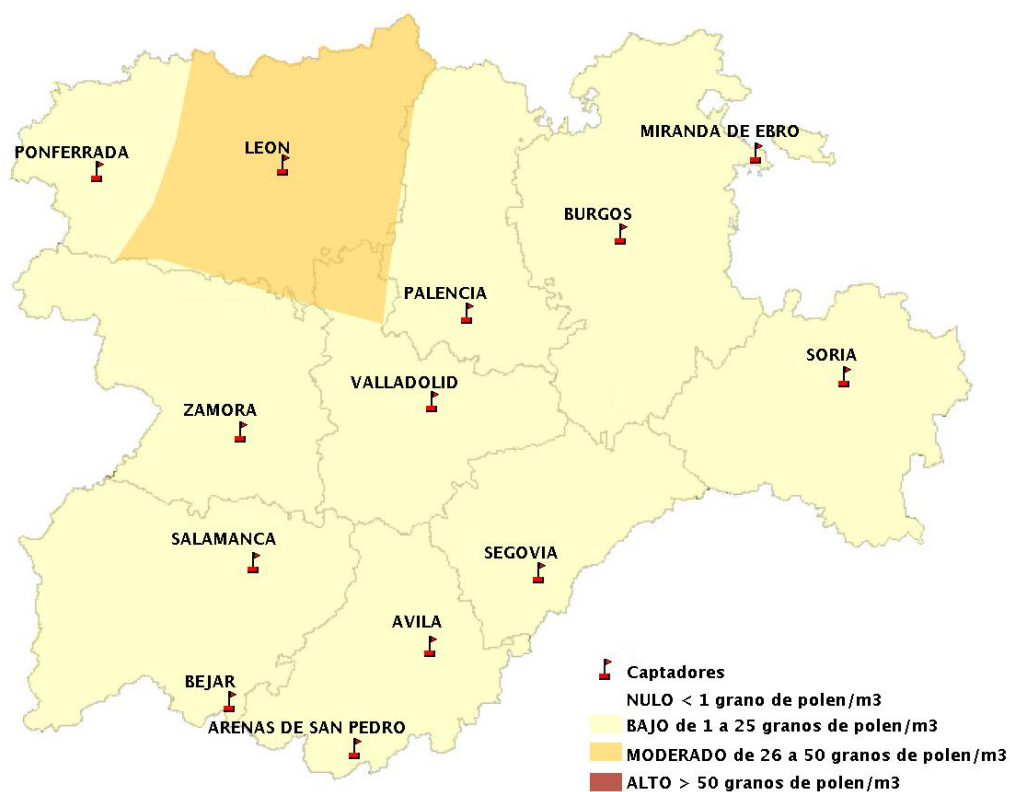 MIRANDA DE EBRO
PONFERRADA
LEON
BURGOS
PALENCIA
SORIA
VALLADOLID
ZAMORA
SALAMANCA
SEGOVIA
AVILA
BEJAR
ARENAS DE SAN PEDRO
Captadores
NULO < 1 grano de polen/m3
BAJO de 1 a 25 granos de polen/m3
MODERADO de 26 a 50 granos de polen/m3
ALTO > 50 granos de polen/m3